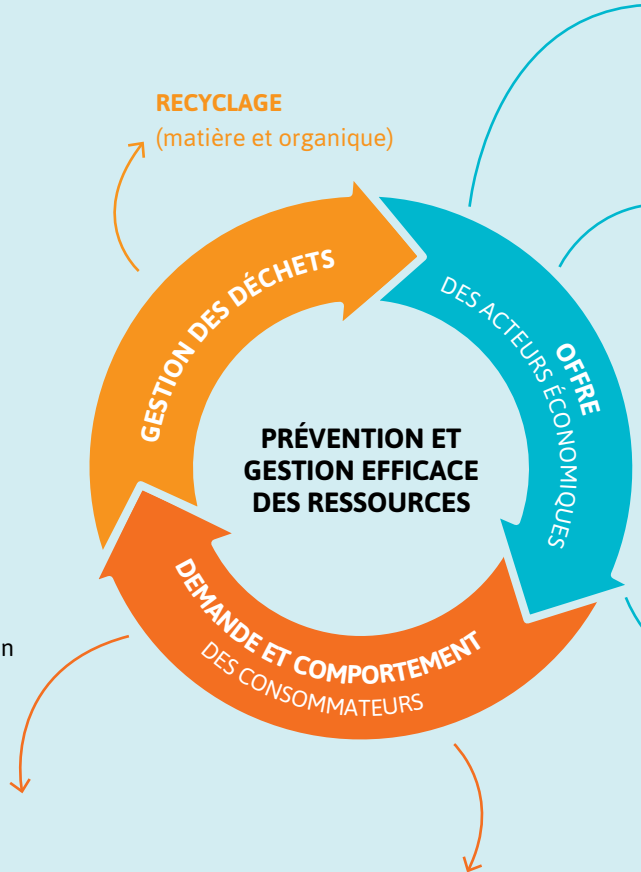 RECYCLAGE
(matière et organique)
GESTION DES DÉCHETS
OFFRE
DES ACTEURS ÉCONOMIQUES
PRÉVENTION ET
GESTION EFFICACE
DES RESSOURCES
DEMANDE ET COMPORTEMENT
DES CONSOMMATEURS
n